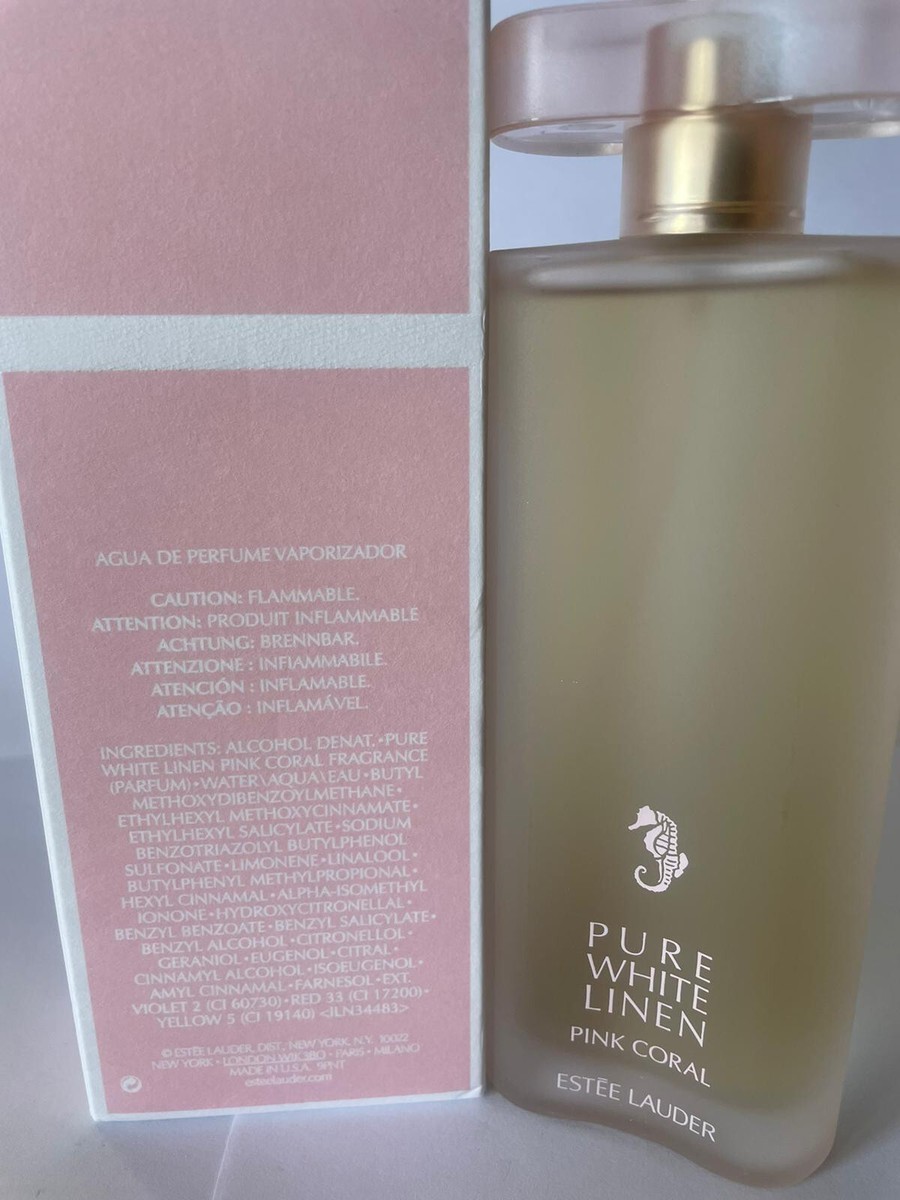 AGUA DE PERFUME VAPORIZADOR
CAUTION: FLAMMABLE.
ATTENTION: PRODUIT INFLAMMABLE
ACHTUNG: BRENNBAR.
ATTENZIONE : INFIAMMABILE.
ATENCIÓN : INFLAMABLE.
ATENÇÃO : INFLAMÁVEL.
INGREDIENTS: ALCOHOL DENAT.•PURE
WHITE LINEN PINK CORAL FRAGRANCE
(PARFUM)•WATER\AQUA\EAU•BUTYL
METHOXYDIBENZOYLMETHANE•
ETHYLHEXYL METHOXYCINNAMATE•
ETHYLHEXYL SALICYLATE•SODIUM
BENZOTRIAZOLYL BUTYLPHENOL
SULFONATE•LIMONENE•LINALOOL•
BUTYLPHENYL METHYLPROPIONAL•
HEXYL CINNAMAL•ALPHA-ISOMETHYL
IONONE•HYDROXYCITRONELLAL•
BENZYL BENZOATE•BENZYL SALICYLATE•
BENZYL ALCOHOL•CITRONELLOL•
GERANIOL•EUGENOL•CITRAL•
CINNAMYL ALCOHOL•ISOEUGENOL•
AMYL CINNAMAL•FARNESOL•EXT.
VIOLET 2 (CI 60730)•RED 33 (CI 17200)•
YELLOW 5 (CI 19140) <ILN34483>
© ESTĒE LAUDER, DIST., NEW YORK, N.Y. 10022
NEW YORK • LONDON W1K3BQ • PARIS • MILANO
MADE IN U.S.A. 9PNT
esteelauder.com
PURE
WHITE
LINEN
PINK CORAL
ESTĒE LAUDER